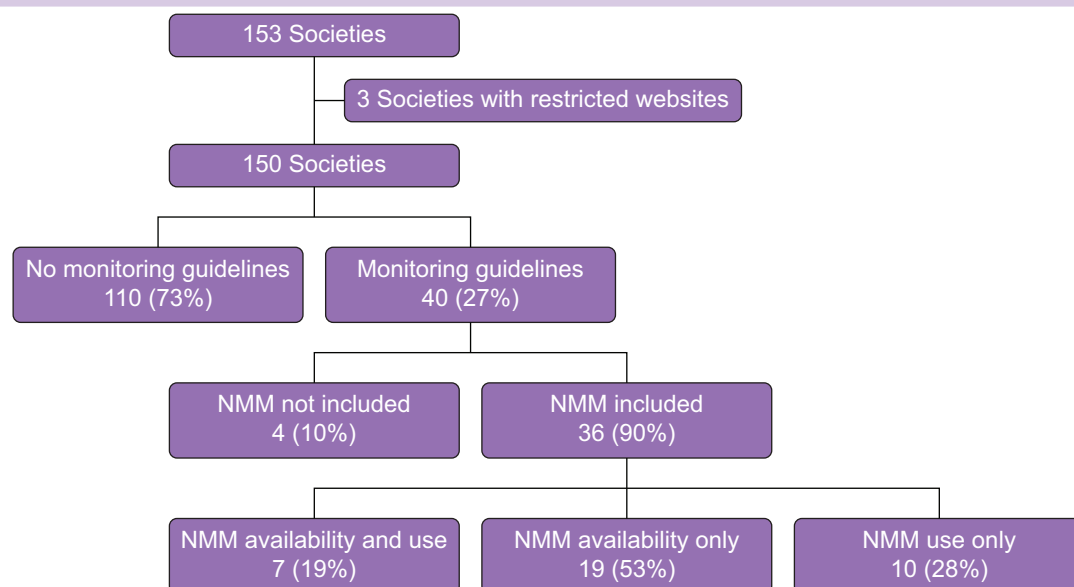 153 Societies
3 Societies with restricted websites
150 Societies
No monitoring guidelines
110 (73%)
Monitoring guidelines
40 (27%)
NMM not included
4 (10%)
NMM included
36 (90%)
NMM availability and use
7 (19%)
NMM availability only
19 (53%)
NMM use only
10 (28%)